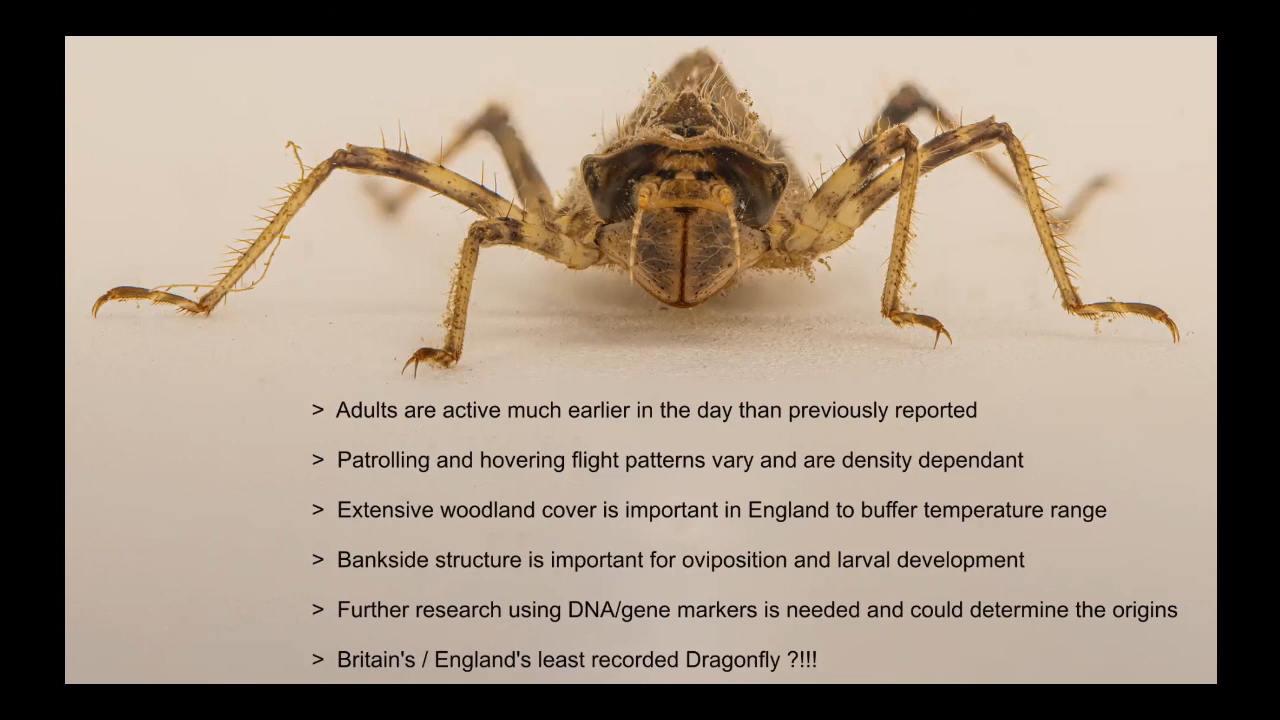 > Adults are active much earlier in the day than previously reported
> Patrolling and hovering flight patterns vary and are density dependant
> Extensive woodland cover is important in England to buffer temperature range
> Bankside structure is important for oviposition and larval development
> Further research using DNA/gene markers is needed and could determine the origins
> Britain's / England's least recorded Dragonfly ?!!!